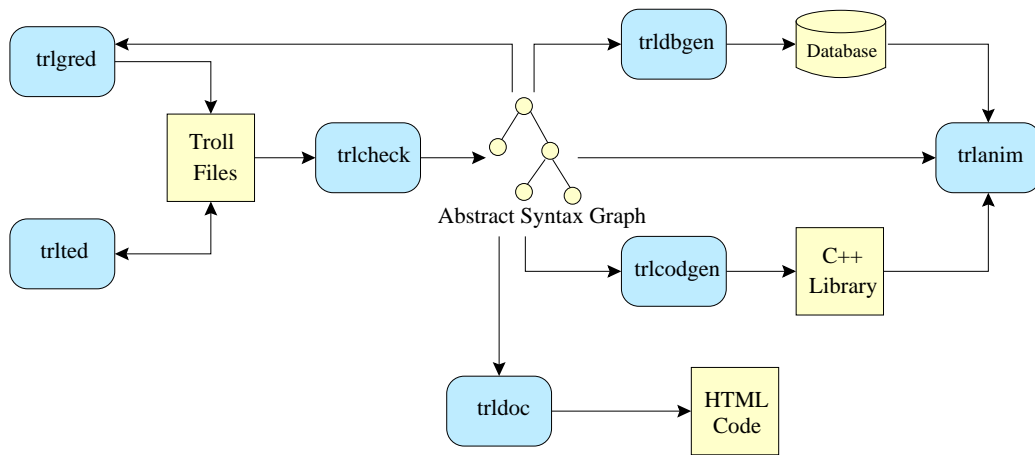 trlgred
trldbgen
Database
Troll
Files
trlcheck
trlanim
Abstract Syntax Graph
trlted
trlcodgen
C++
Library
trldoc
HTML
Code